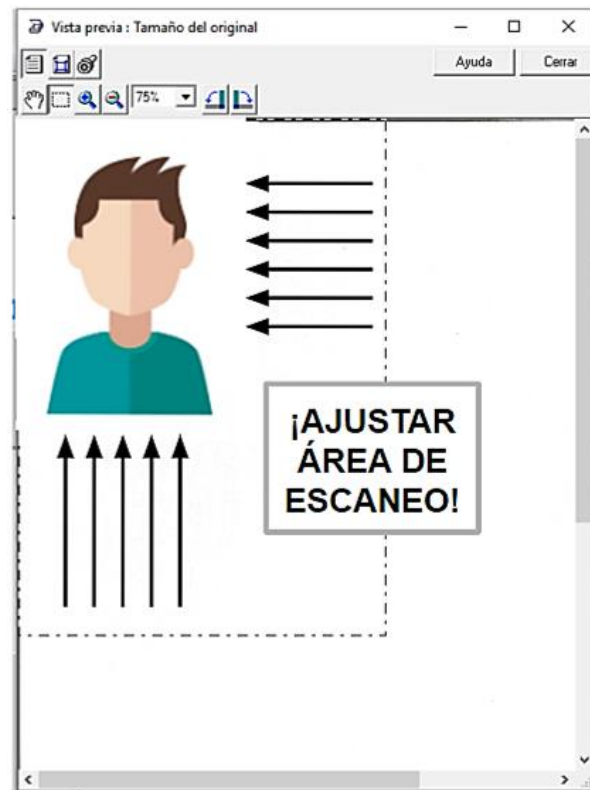 Vista previa : Tamaño del original
Ayuda Cerrar
75%
¡AJUSTAR
ÁREA DE
ESCANEO!